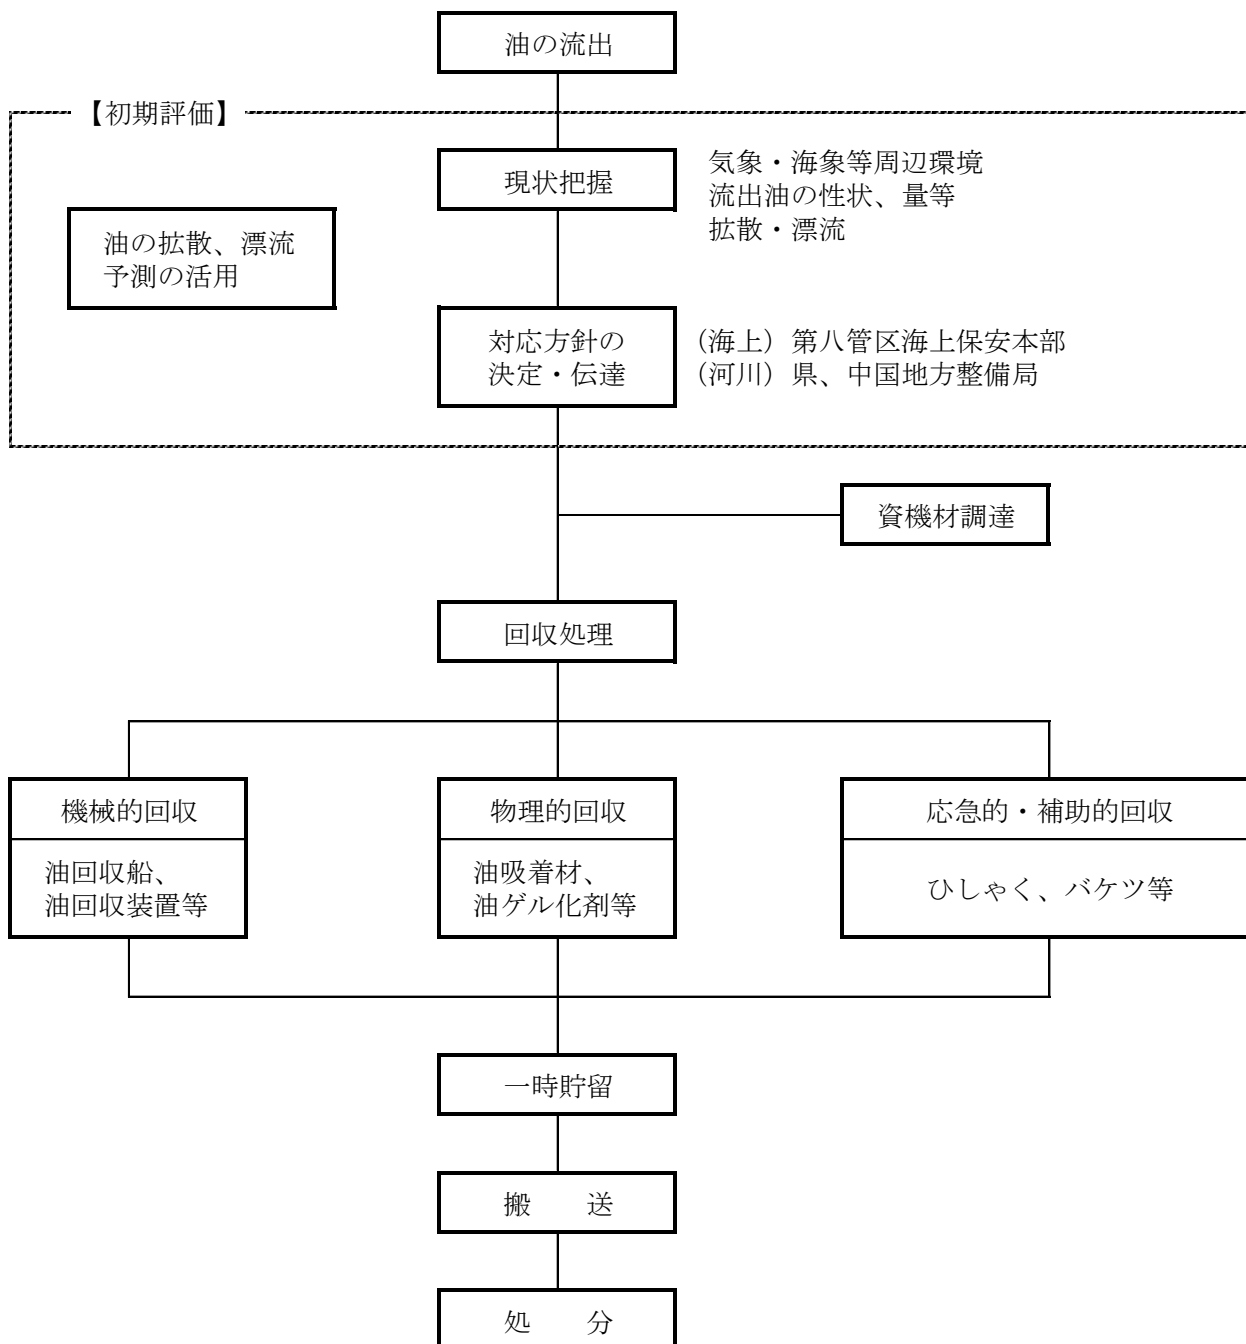 油の流出
【初期評価】
現状把握
気象・海象等周辺環境
流出油の性状、量等
拡散・漂流
油の拡散、漂流
予測の活用
対応方針の
決定・伝達
（海上）第八管区海上保安本部
（河川）県、中国地方整備局
資機材調達
回収処理
機械的回収
油回収船、
油回収装置等
物理的回収
油吸着材、
油ゲル化剤等
応急的・補助的回収
ひしゃく、バケツ等
一時貯留
搬　　送
処　　分